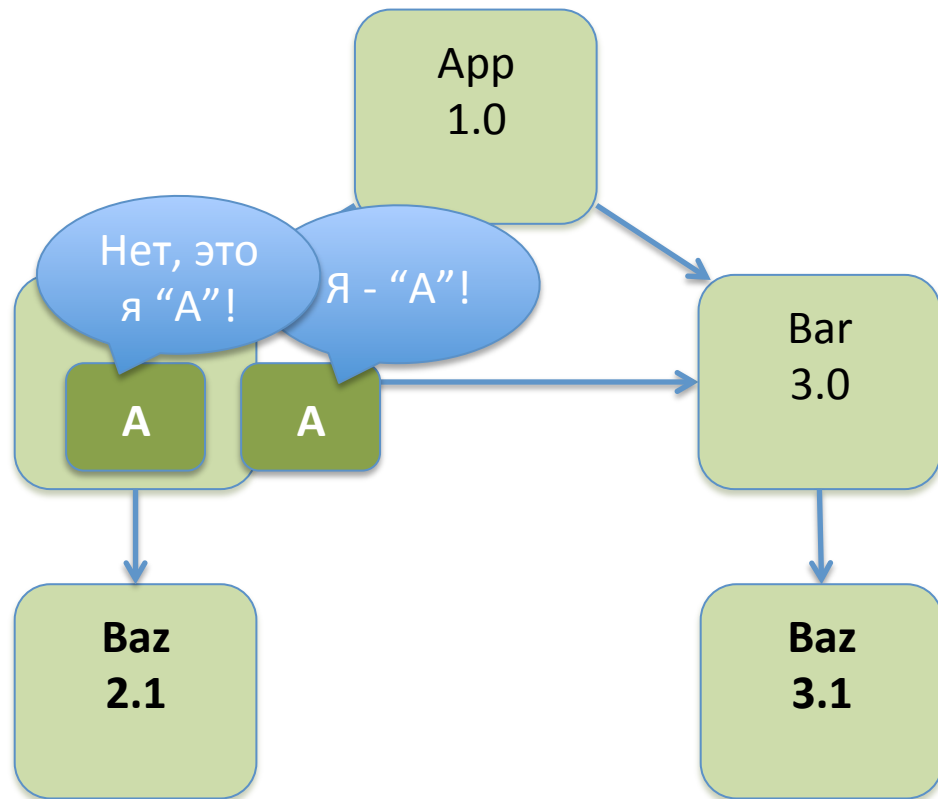 App
1.0
Нет, это
я “А”!
Я - “А”!
Bar
3.0
A
A
Baz
2.1
Baz
3.1